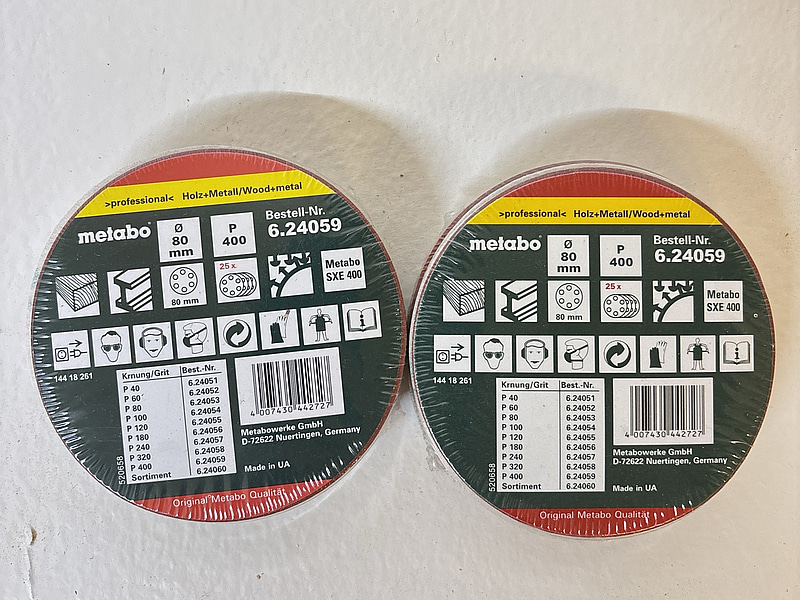 >professional< Holz+Metall/Wood+metal
metabo
Ø
80
mm
P
400
Bestell-Nr.
6.24059
80 mm
25 x
Metabo
SXE 400
144 18 251
Krnung/Grit Best.-Nr.
P 40 6.24051
P 60 6.24052
P 80 6.24053
P 100 6.24054
P 120 6.24055
P 180 6.24056
P 240 6.24057
P 320 6.24058
P 400 6.24059
Sortiment 6.24060
520658
4 007430 442727
Metabowerke GmbH
D-72622 Nuertingen, Germany
Made in UA
Original Metabo Qualität
>professional< Holz+Metall/Wood+metal
metabo
Ø
80
mm
P
400
Bestell-Nr.
6.24059
80 mm
25 x
Metabo
SXE 400
144 18 251
Krnung/Grit Best.-Nr.
P 40 6.24051
P 60 6.24052
P 80 6.24053
P 100 6.24054
P 120 6.24055
P 180 6.24056
P 240 6.24057
P 320 6.24058
P 400 6.24059
Sortiment 6.24060
520658
4 007430 442727
Metabowerke GmbH
D-72622 Nuertingen, Germany
Made in UA
Original Metabo Qualität